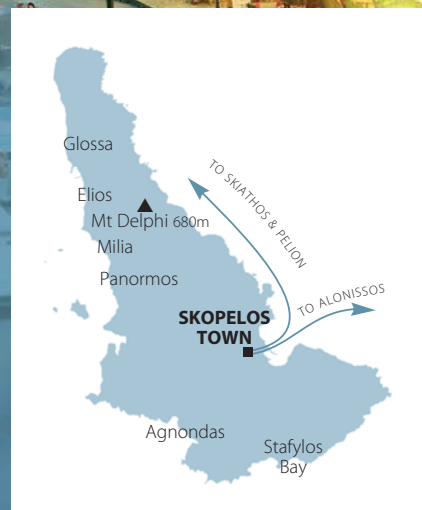 Glossa
TO SKIATHOS & PELION
Elios
Mt Delphi 680m
Milia
Panormos
TO ALONISSOS
SKOPELOS
TOWN
Agnondas
Stafylos
Bay